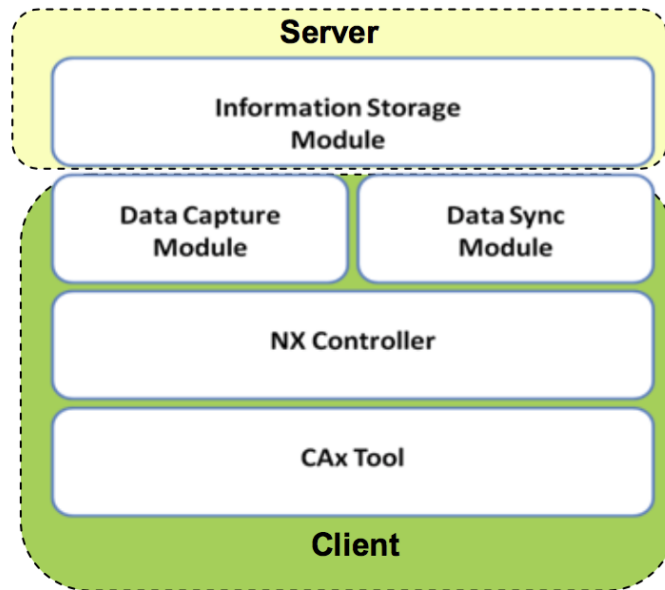 Server
Information Storage
Module
Data Capture
Module
Data Sync
Module
NX Controller
CAx Tool
Client